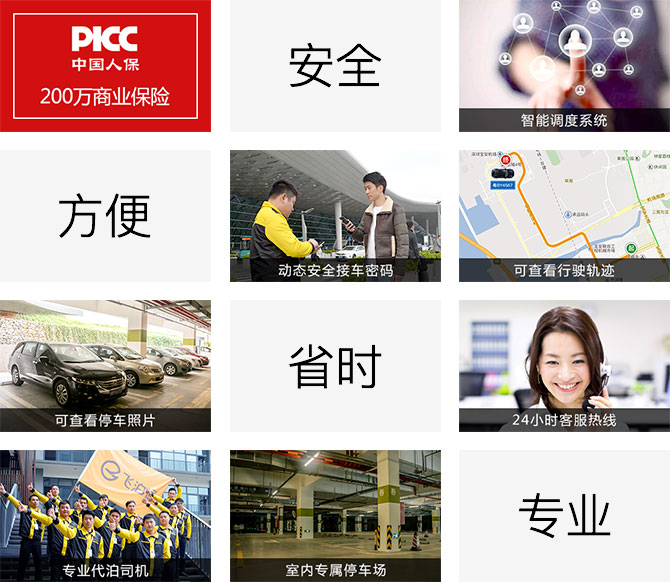 PICC
中国人保
200万商业保险
安全
智能调度系统
方便
动态安全接车密码
可查看行驶轨迹
可查看停车照片
省时
24小时客服热线
专业代泊司机
室内专属停车场
专业